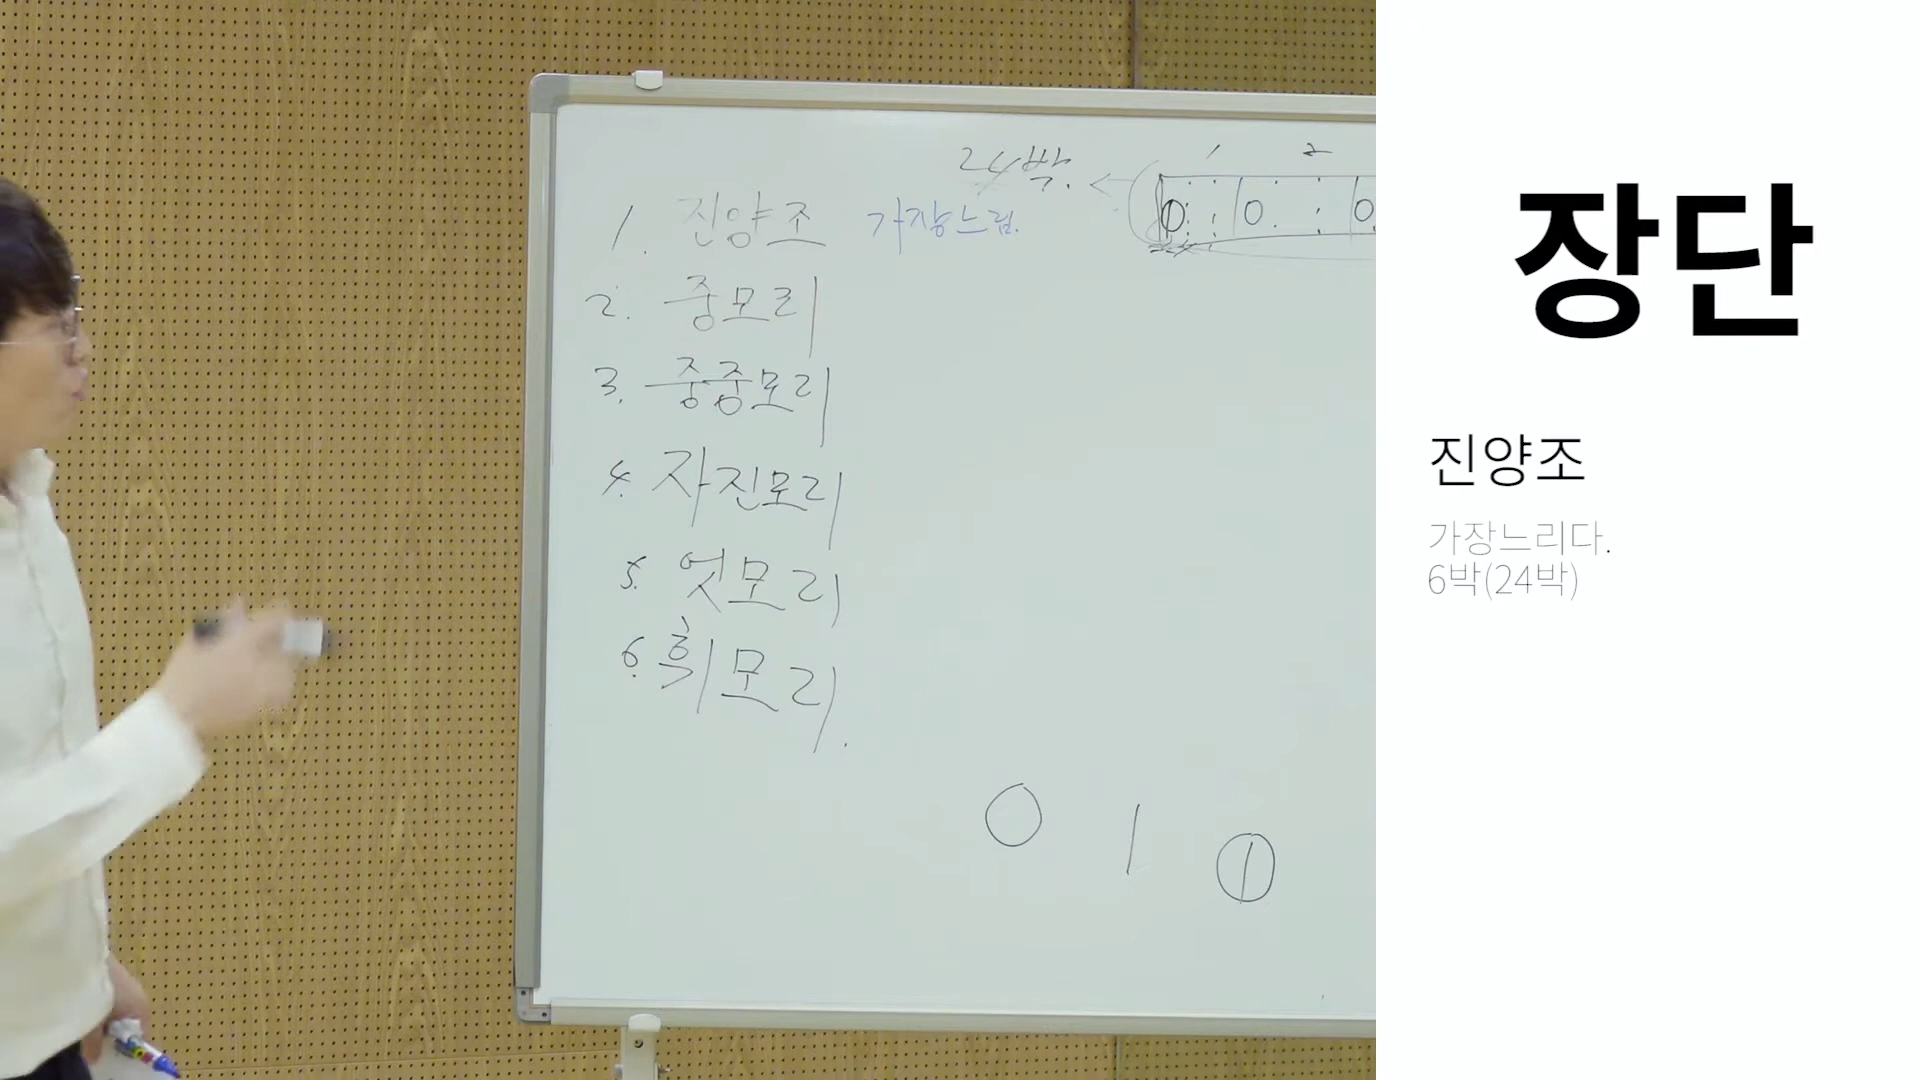 24박.
1 2
1. 진양조 가장느림.
2. 중모리
3. 중중모리
4. 자진모리
5. 엇모리
6. 휘모리.
장단
진양조
가장느리다.
6박(24박)